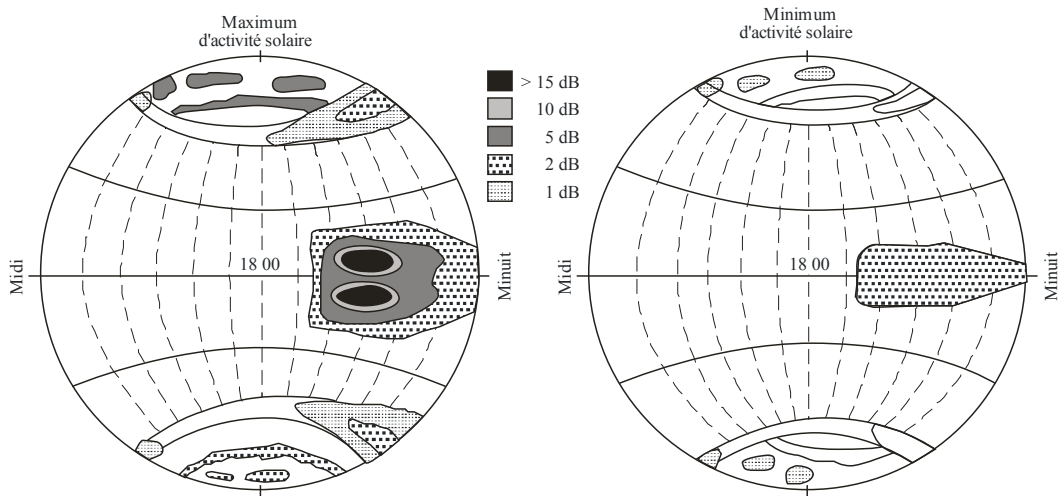 Maximum
d'activité solaire
Minimum
d'activité solaire
> 15 dB
10 dB
5 dB
2 dB
1 dB
Midi
18 00
Minuit
Midi
18 00
Minuit